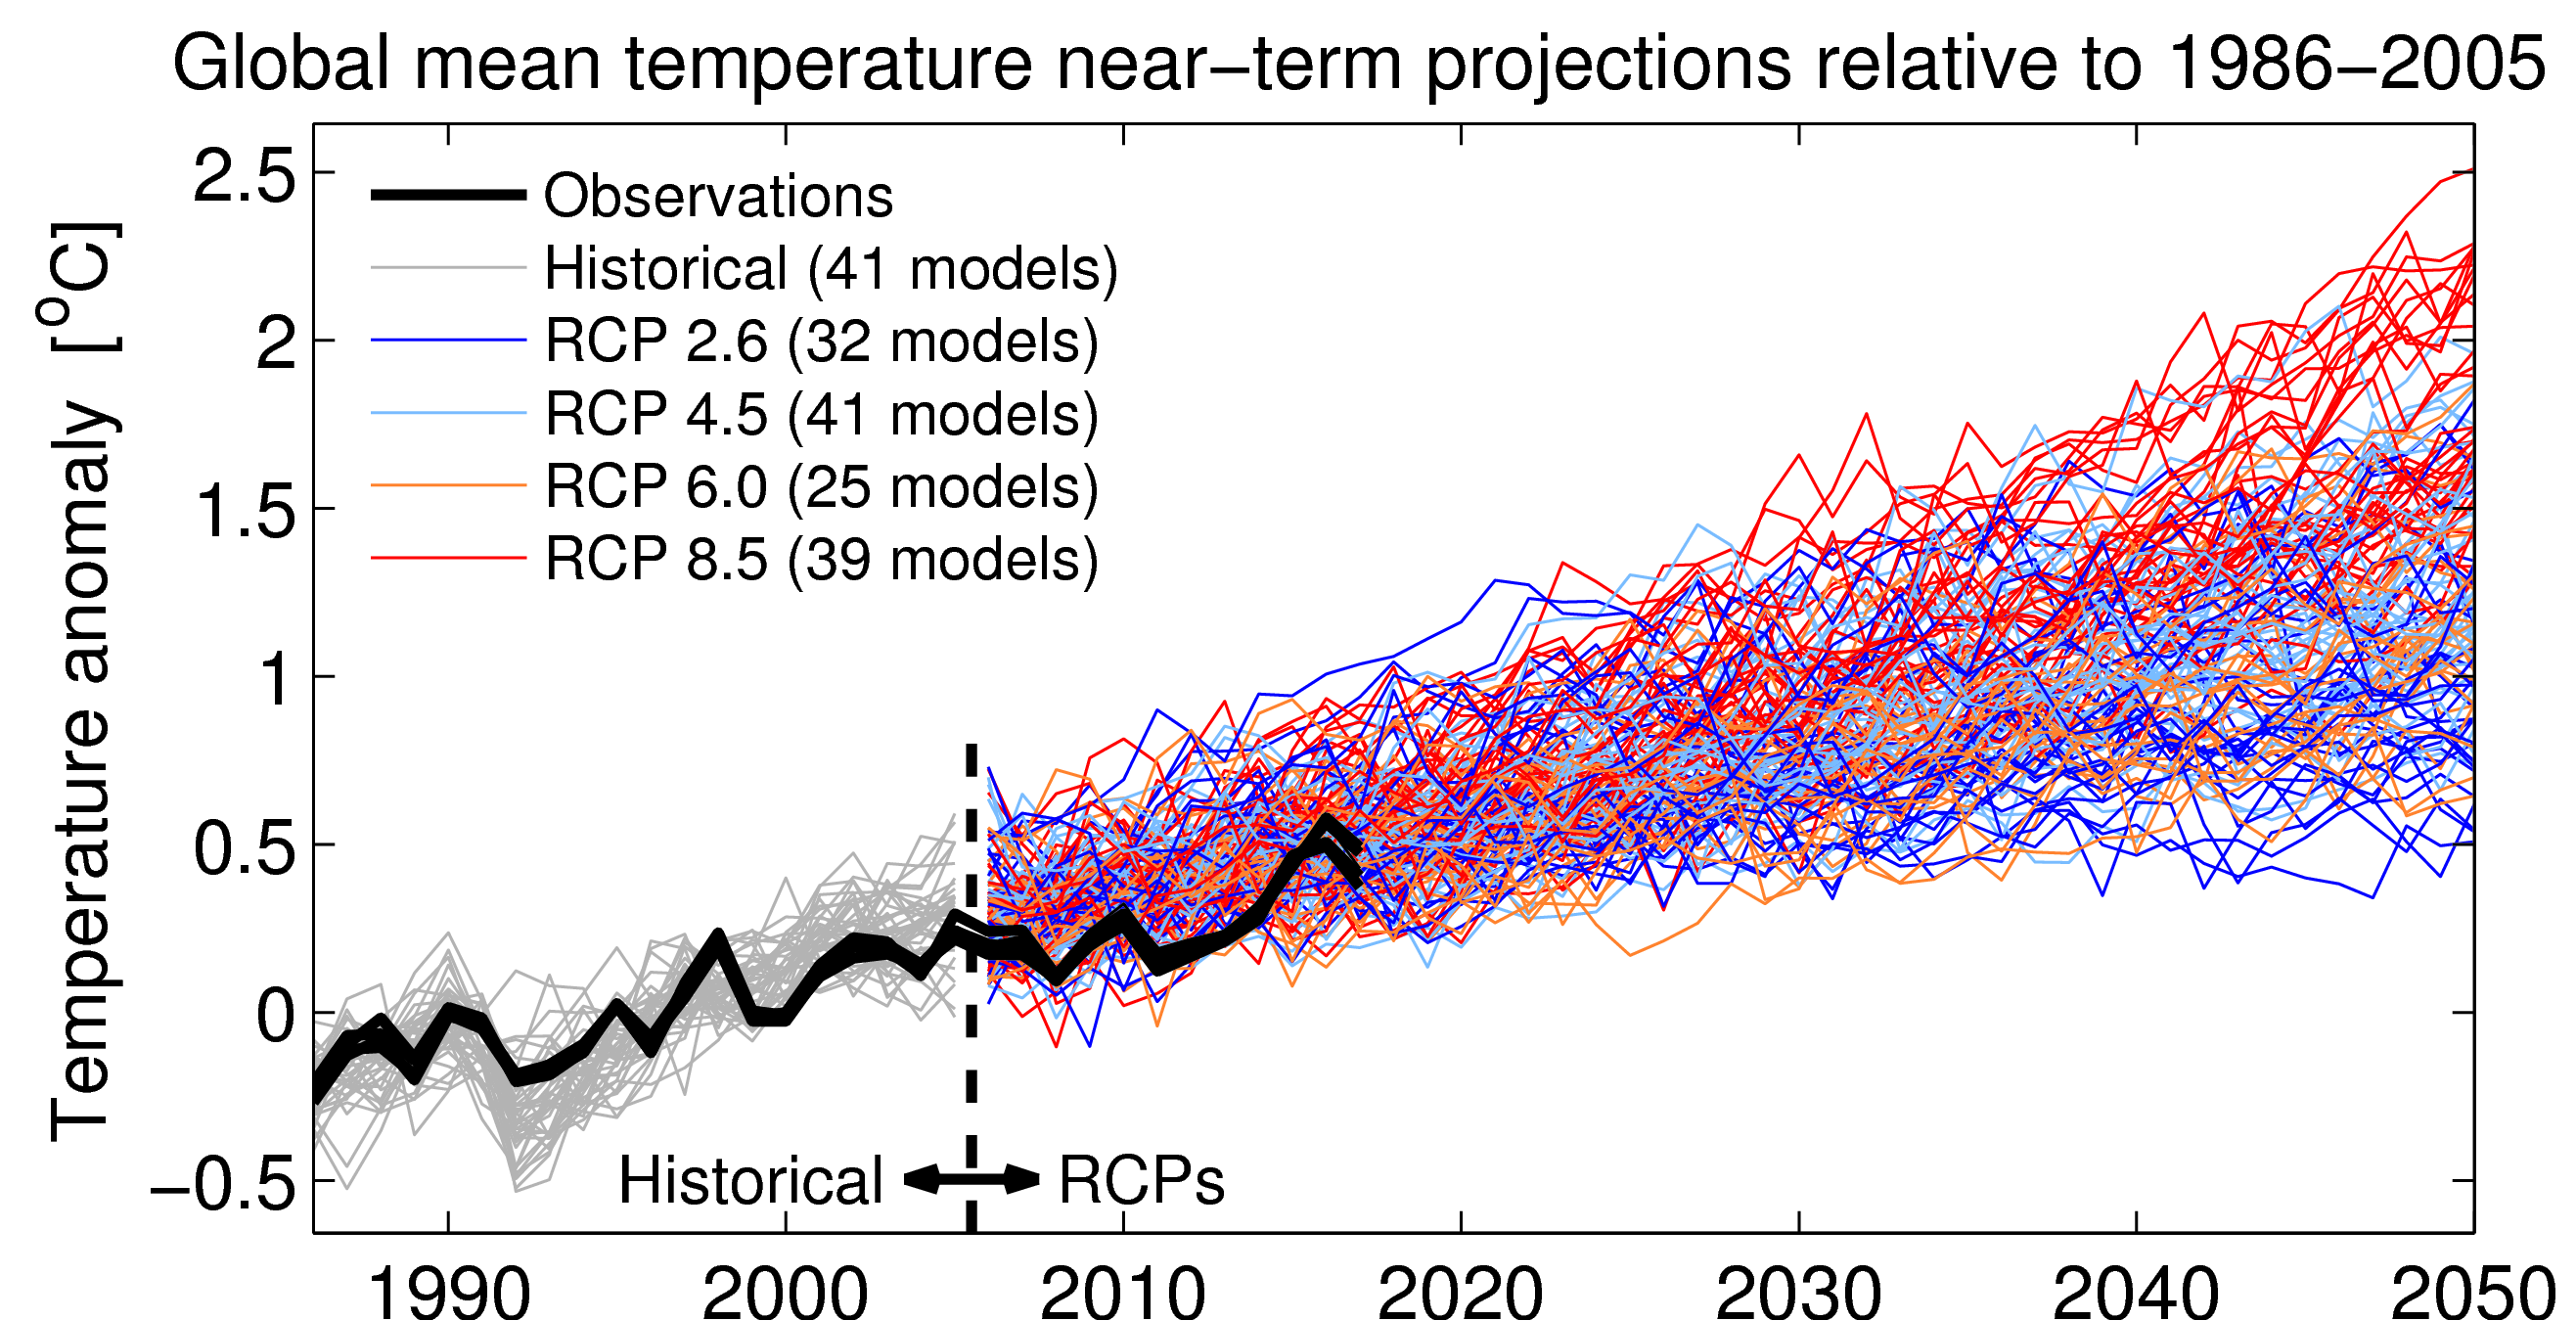 Global mean temperature near−term projections relative to 1986−2005
Temperature anomaly [°C]
2.5
2
1.5
1
0.5
0
−0.5
Observations
Historical (41 models)
RCP 2.6 (32 models)
RCP 4.5 (41 models)
RCP 6.0 (25 models)
RCP 8.5 (39 models)
Historical RCPs
1990 2000 2010 2020 2030 2040 2050